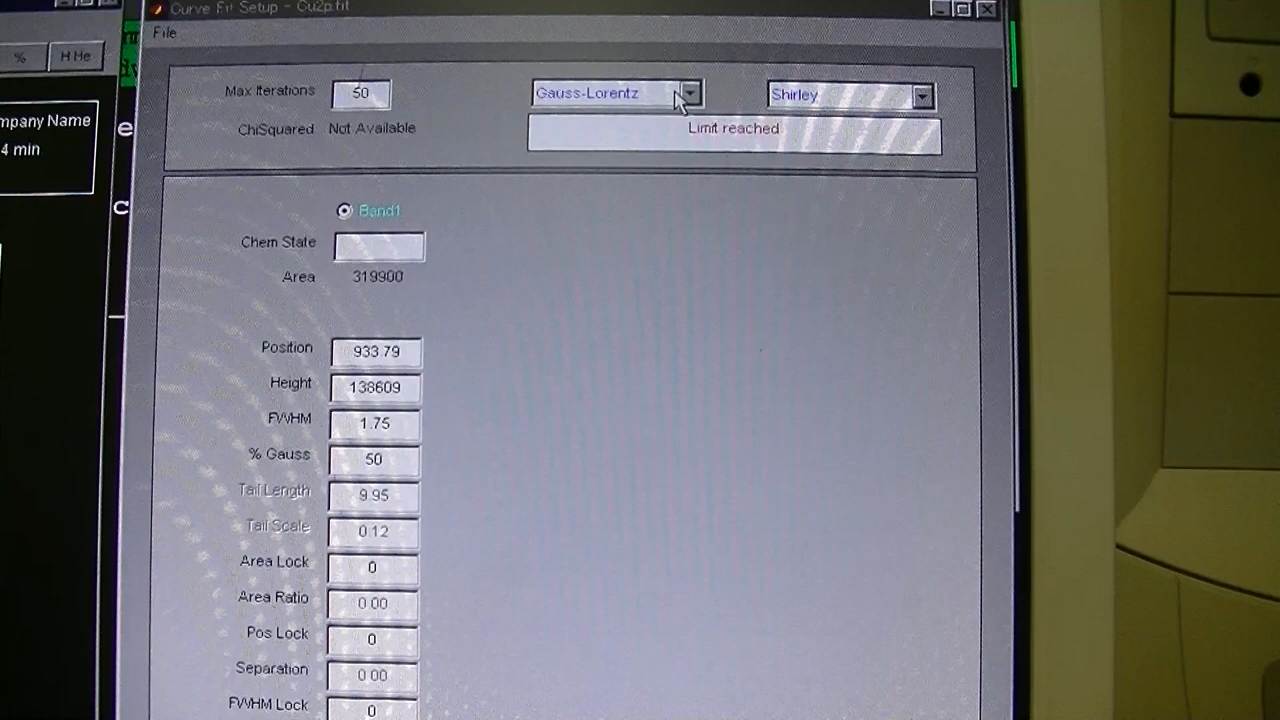 Curve Fit Setup - Cu2p.fit
File
% H He
Max Iterations 50 Gauss-Lorentz Shirley
ChiSquared Not Available Limit reached
mpany Name
4 min
e
c
Band1
Chem State
Area 319900
Position 933.79
Height 138609
FWHM 1.75
% Gauss 50
Tail Length 9.95
Tail Scale 0.12
Area Lock 0
Area Ratio 0.00
Pos Lock 0
Separation 0.00
FWHM Lock 0